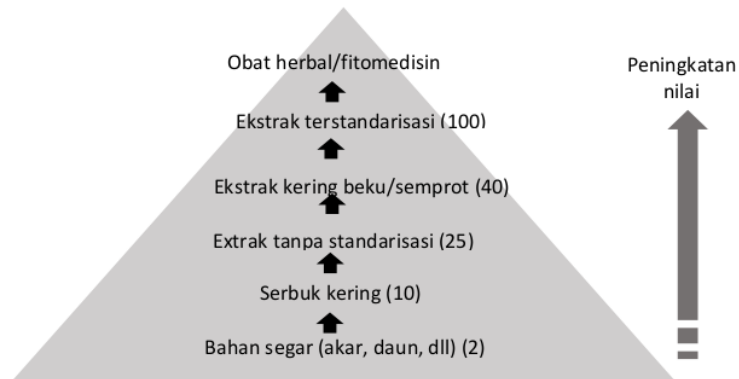 Obat herbal/fitomedisin
Peningkatan
nilai
Ekstrak terstandarisasi (100)
Ekstrak kering beku/semprot (40)
Extrak tanpa standarisasi (25)
Serbuk kering (10)
Bahan segar (akar, daun, dll) (2)